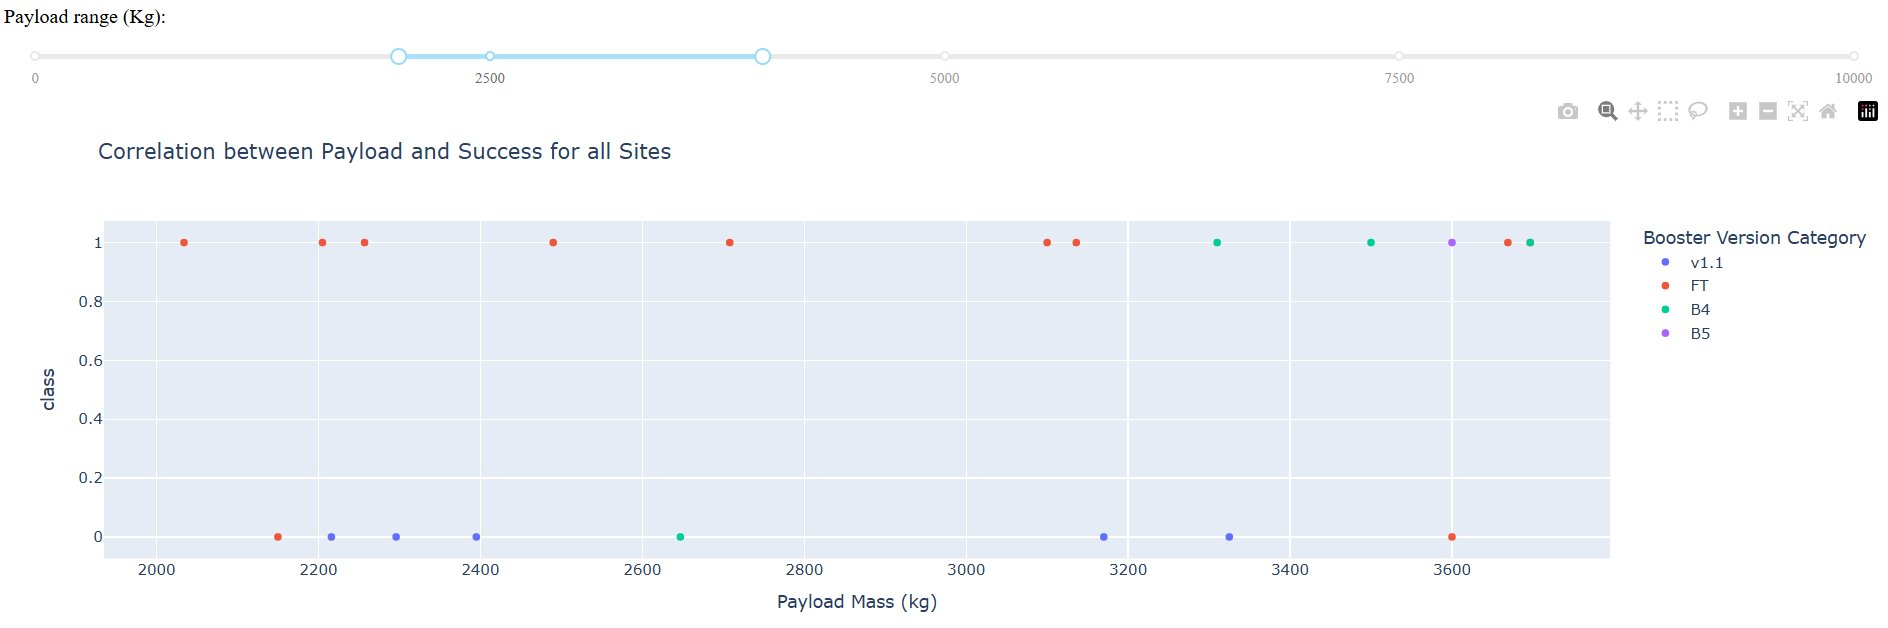 Payload range (Kg):
0 2500 5000 7500 10000
Correlation between Payload and Success for all Sites
Booster Version Category
v1.1
FT
B4
B5
class
1
0.8
0.6
0.4
0.2
0
2000 2200 2400 2600 2800 3000 3200 3400 3600
Payload Mass (kg)